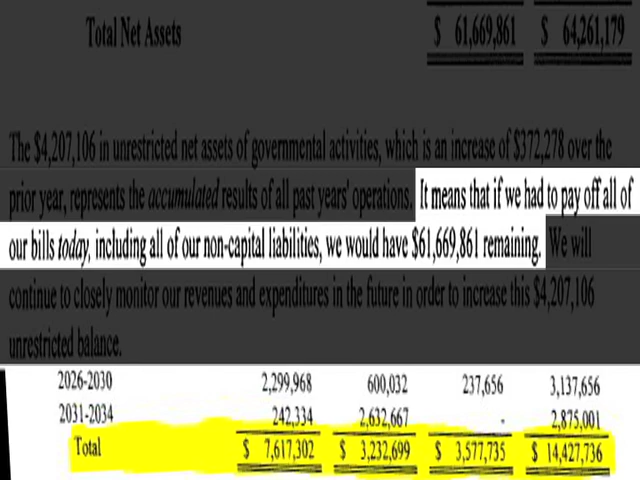 Total Net Assets $ 61,669,861 $ 64,261,179
The $4,207,106 in unrestricted net assets of governmental activities, which is an increase of $372,278 over the
prior year, represents the accumulated results of all past years' operations. It means that if we had to pay off all of
our bills today, including all of our non-capital liabilities, we would have $61,669,861 remaining. We will
continue to closely monitor our revenues and expenditures in the future in order to increase this $4,207,106
unrestricted balance.
2026-2030 2,299,968 600,032 237,656 3,137,656
2031-2034 242,334 2,632,667 - 2,875,001
Total $ 7,617,302 $ 3,232,699 $ 3,577,735 $ 14,427,736